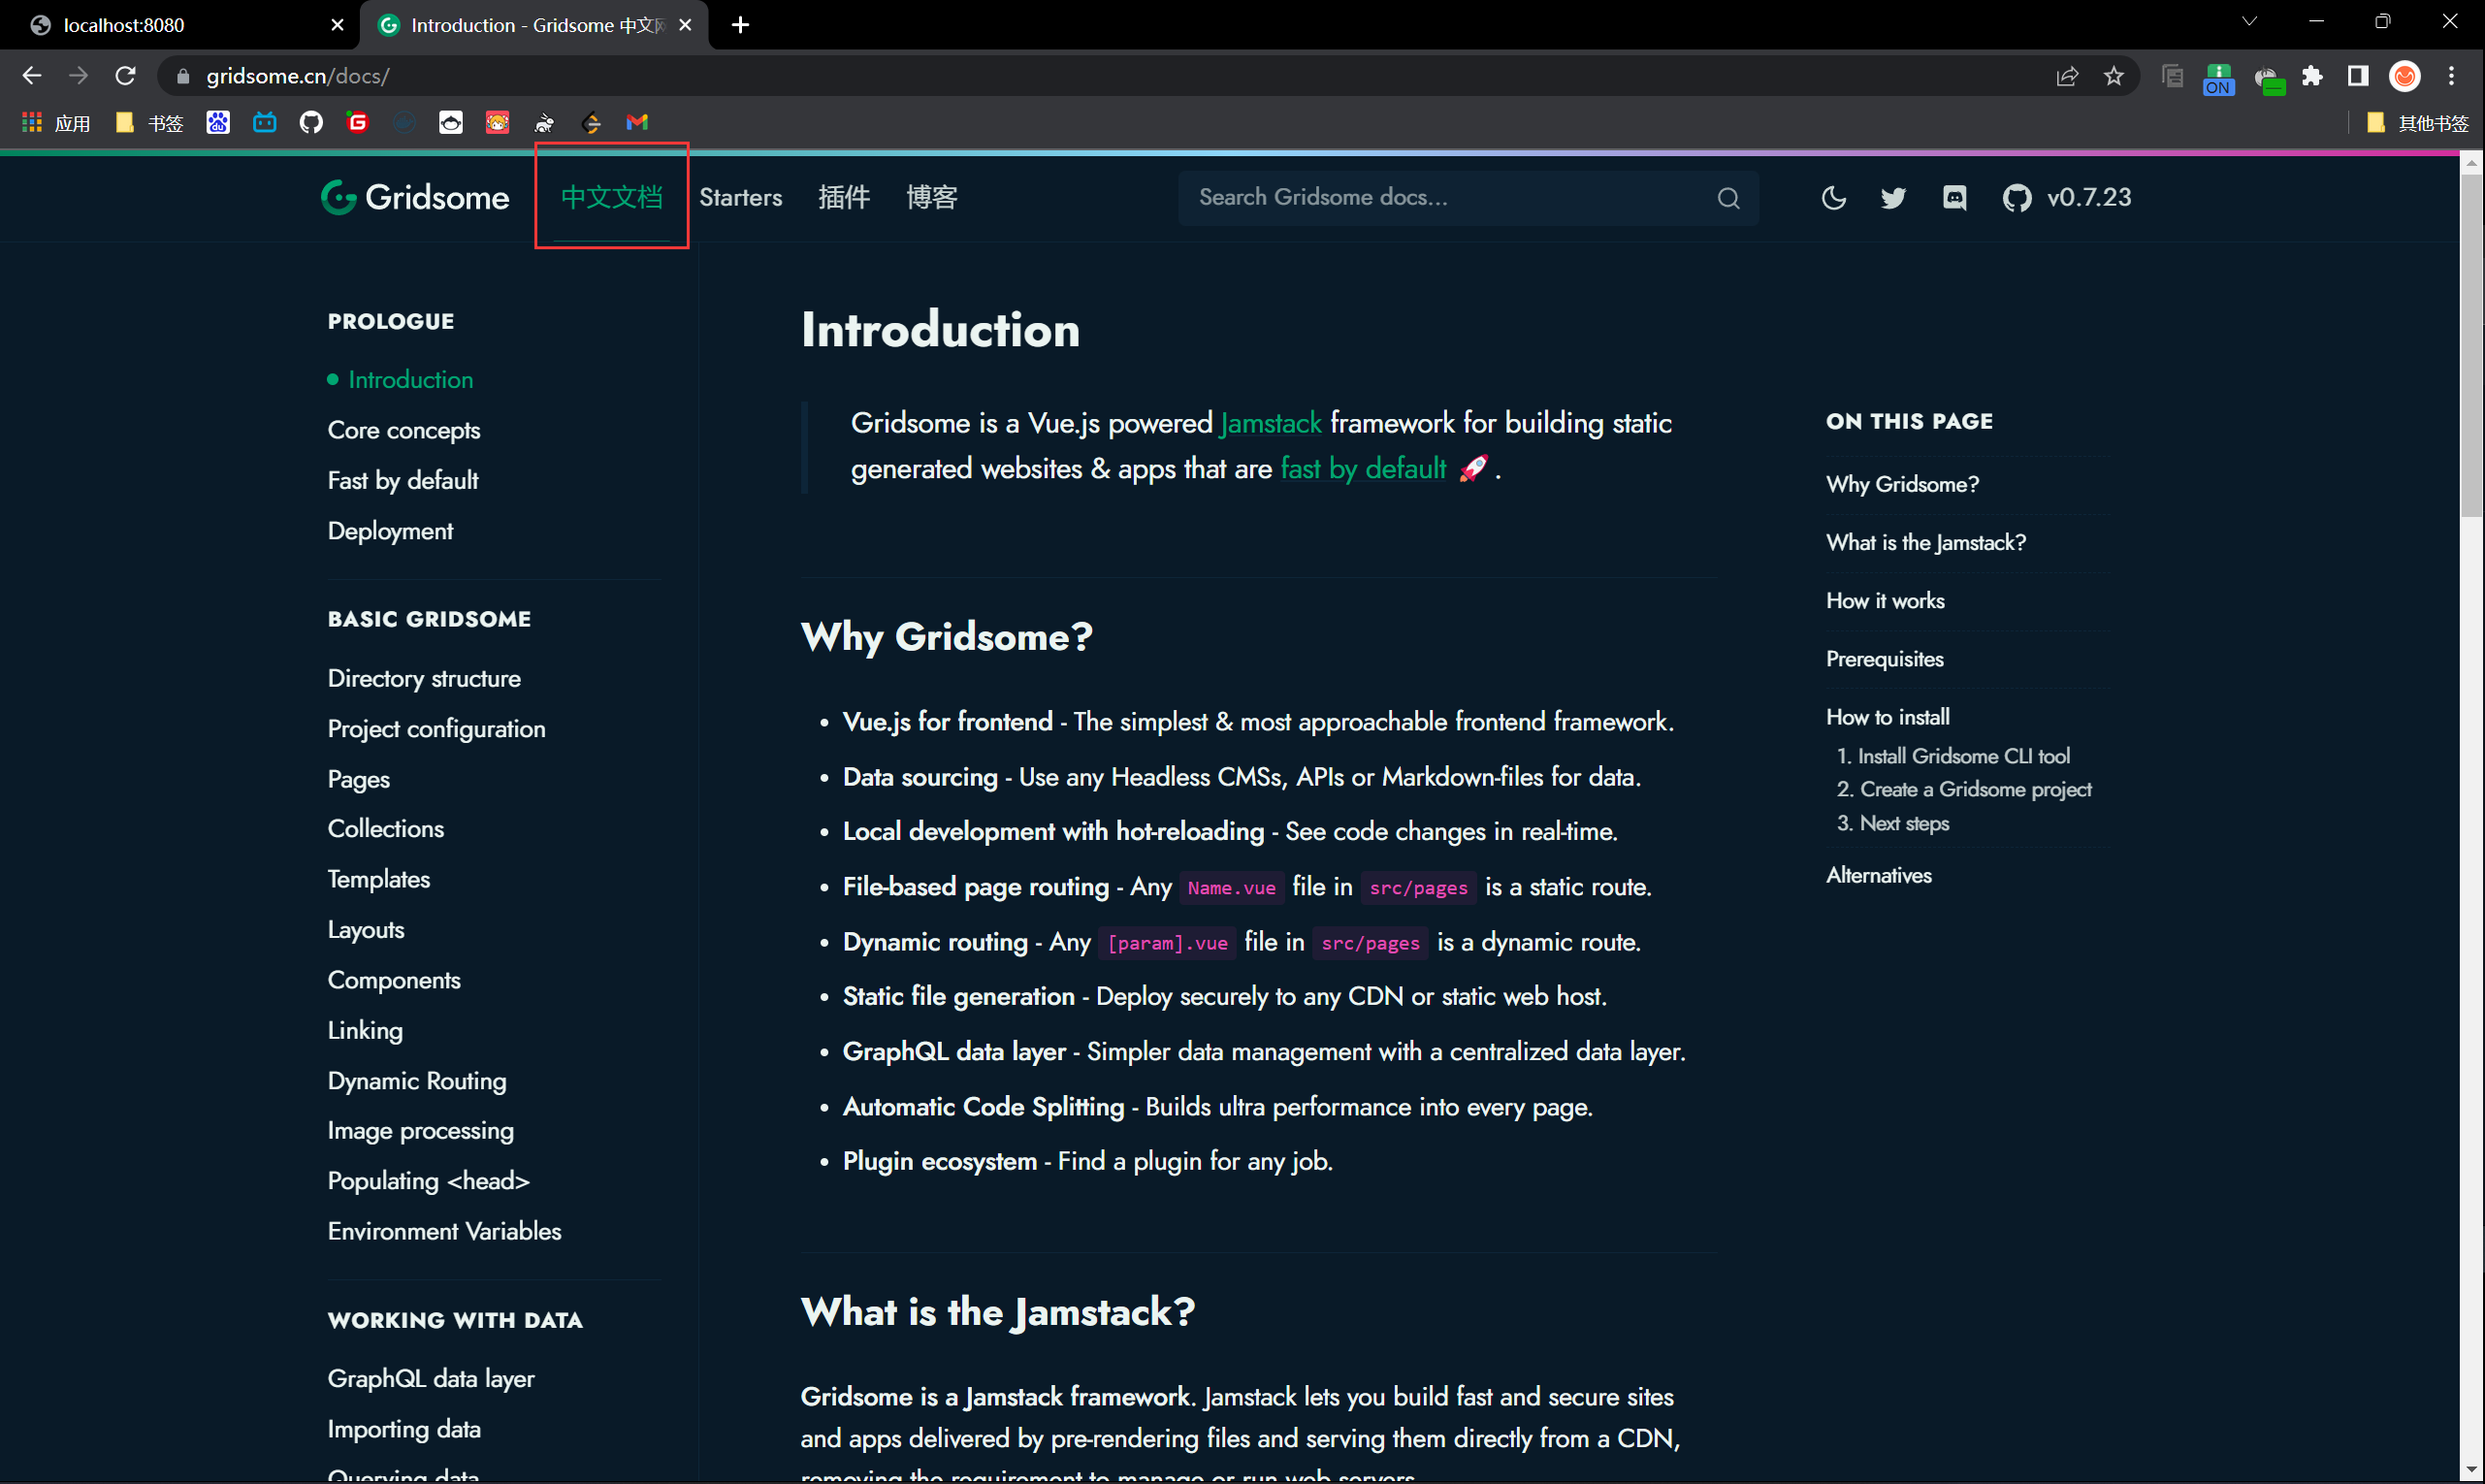 localhost:8080
Introduction - Gridsome 中文
gridsome.cn/docs/
ON
应用
书签
其他书签
Gridsome
中文文档
Starters
插件
博客
Search Gridsome docs...
v0.7.23
PROLOGUE
Introduction
Core concepts
Fast by default
Deployment
BASIC GRIDSOME
Directory structure
Project configuration
Pages
Collections
Templates
Layouts
Components
Linking
Dynamic Routing
Image processing
Populating <head>
Environment Variables
WORKING WITH DATA
GraphQL data layer
Importing data
Querying data
Introduction
Gridsome is a Vue.js powered Jamstack framework for building static
generated websites & apps that are fast by default 🚀 .
Why Gridsome?
• Vue.js for frontend - The simplest & most approachable frontend framework.
• Data sourcing - Use any Headless CMSs, APIs or Markdown-files for data.
• Local development with hot-reloading - See code changes in real-time.
• File-based page routing - Any Name.vue file in src/pages is a static route.
• Dynamic routing - Any [param].vue file in src/pages is a dynamic route.
• Static file generation - Deploy securely to any CDN or static web host.
• GraphQL data layer - Simpler data management with a centralized data layer.
• Automatic Code Splitting - Builds ultra performance into every page.
• Plugin ecosystem - Find a plugin for any job.
What is the Jamstack?
Gridsome is a Jamstack framework. Jamstack lets you build fast and secure sites
and apps delivered by pre-rendering files and serving them directly from a CDN,
removing the requirement to manage or run web servers.
ON THIS PAGE
Why Gridsome?
What is the Jamstack?
How it works
Prerequisites
How to install
1. Install Gridsome CLI tool
2. Create a Gridsome project
3. Next steps
Alternatives